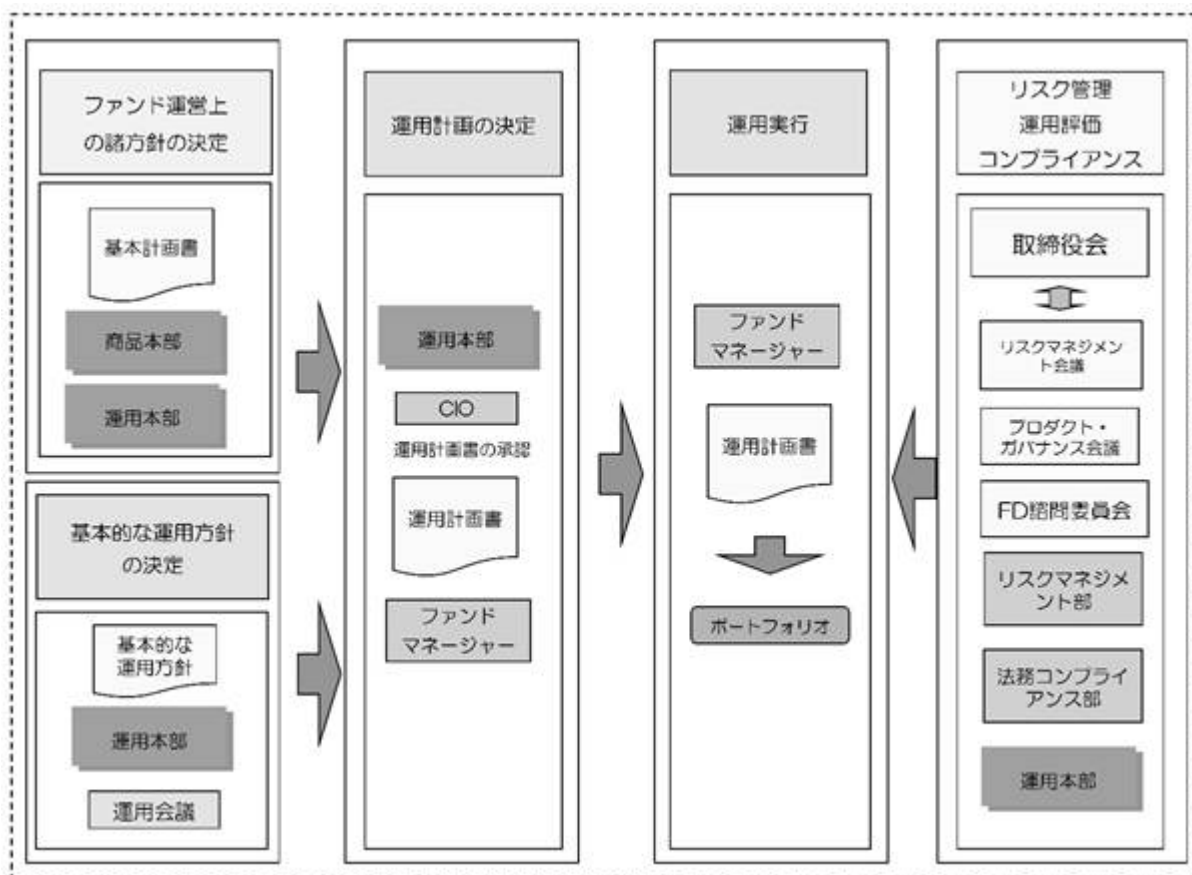 ファンド運営上
の諸方針の決定
基本計画書
商品本部
運用本部
基本的な運用方針
の決定
基本的な
運用方針
運用本部
運用会議
運用計画の決定
運用本部
CIO
運用計画書の承認
運用計画書
ファンド
マネージャー
運用実行
ファンド
マネージャー
運用計画書
ポートフォリオ
リスク管理
運用評価
コンプライアンス
取締役会
リスクマネジメン
ト会議
プロダクト・
ガバナンス会議
FD諮問委員会
リスクマネジメ
ント部
法務コンプライ
アンス部
運用本部